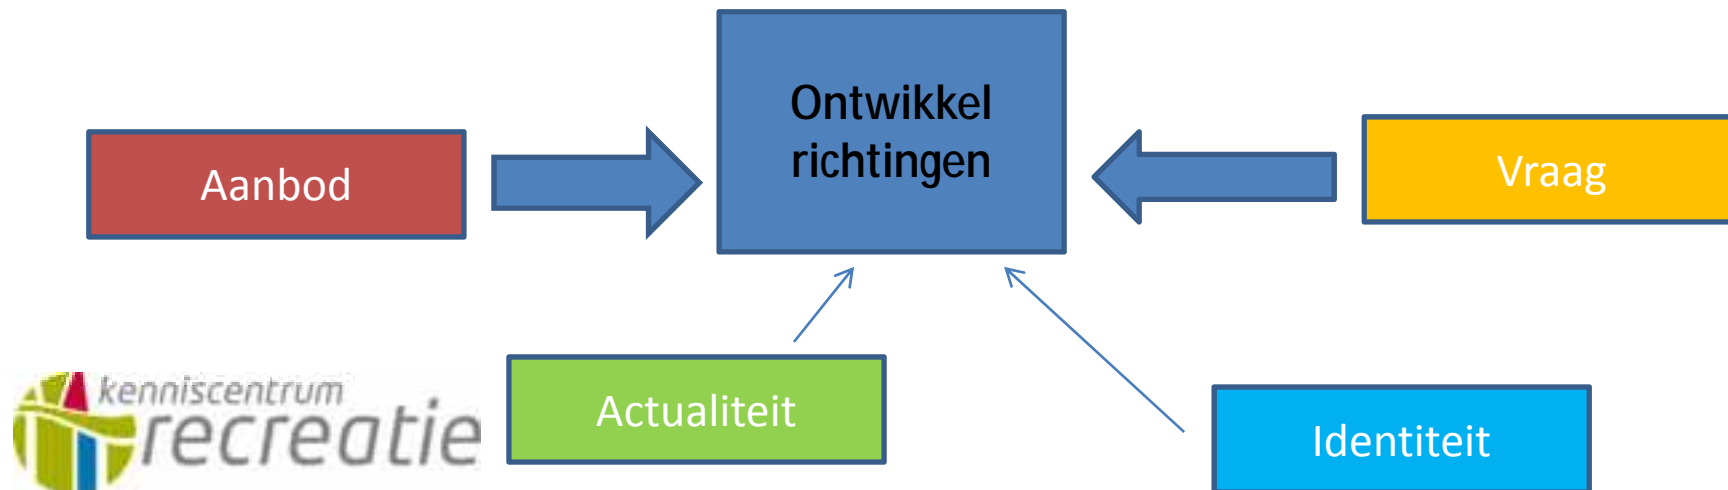 Ontwikkel
richtingen
Aanbod
Vraag
Actualiteit
Identiteit
kenniscentrum
recreatie